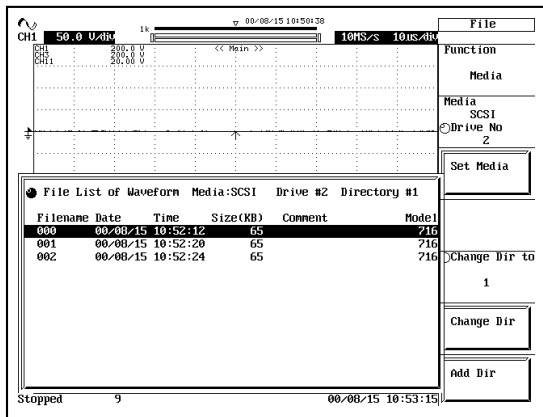 00/08/15 10:50:38
CH1 50.0 V/div 1k 10MS/s 10us/div
CH1 200.0 V << Main >>
CH3 200.0 V
CH11 20.00 V
File
Function
Media
Media
SCSI
Drive No
2
Set Media
File List of Waveform Media:SCSI Drive #2 Directory #1
Filename Date Time Size(KB) Comment Model
000 00/08/15 10:52:12 65 716
001 00/08/15 10:52:20 65 716
002 00/08/15 10:52:24 65 716
Change Dir to
1
Change Dir
Add Dir
Stopped 9 00/08/15 10:53:15